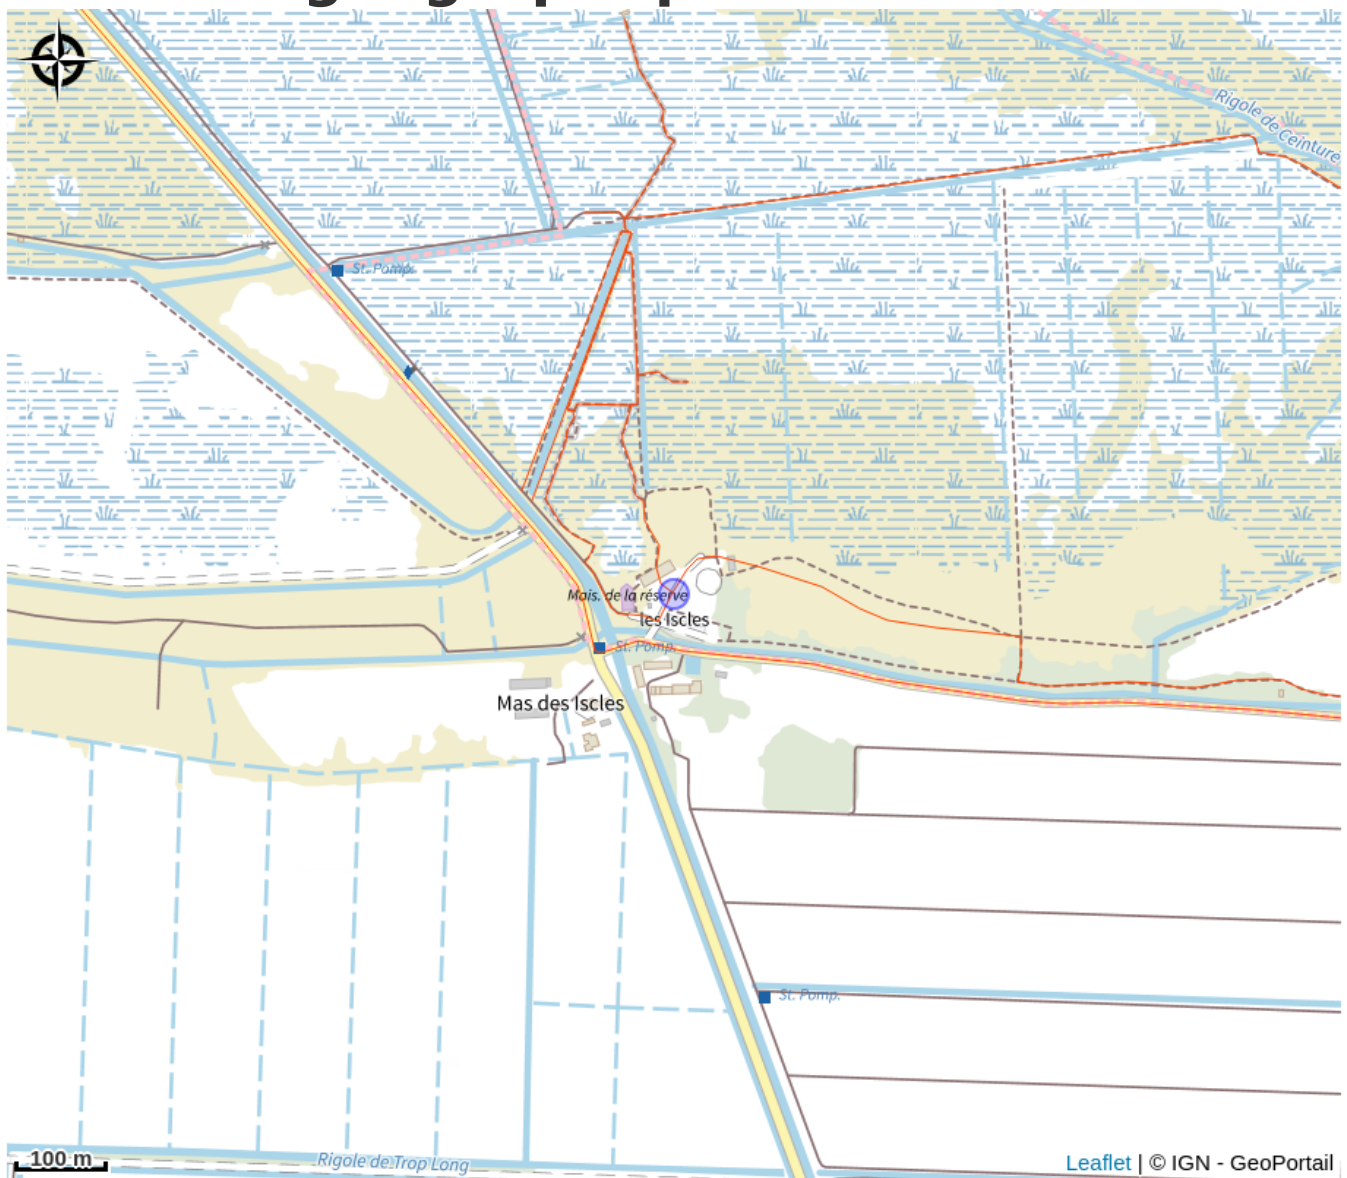 Rigole de Ceinture
St. Pomp.
Mais. de la réserve
les Iscles
St. Pomp.
Mas des Iscles
St. Pomp.
100 m
Rigole de Trop Long
Leaflet | © IGN - GeoPortail